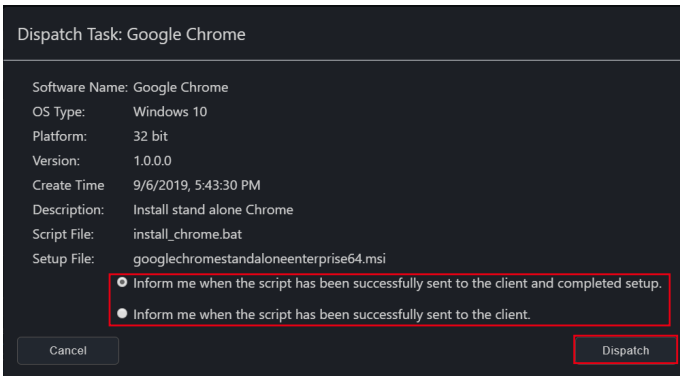 Dispatch Task: Google Chrome
Software Name: Google Chrome
OS Type: Windows 10
Platform: 32 bit
Version: 1.0.0.0
Create Time 9/6/2019, 5:43:30 PM
Description: Install stand alone Chrome
Script File: install_chrome.bat
Setup File: googlechromestandaloneenterprise64.msi
Inform me when the script has been successfully sent to the client and completed setup.
Inform me when the script has been successfully sent to the client.
Cancel Dispatch